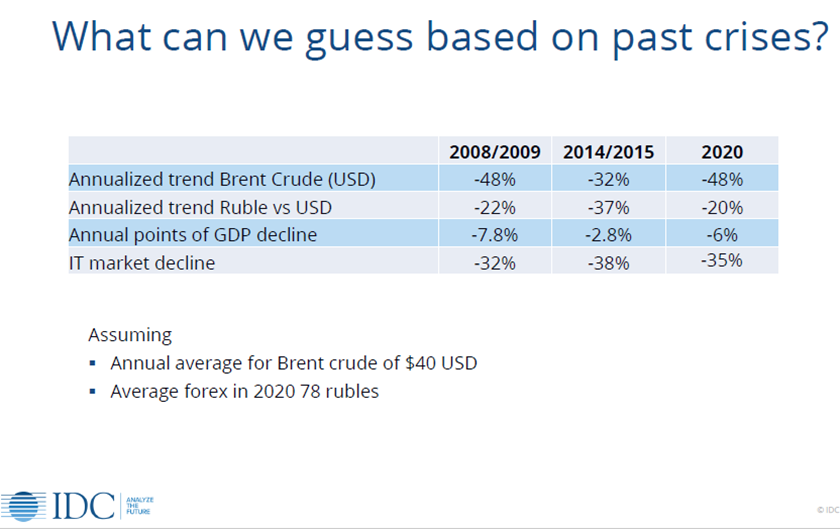 What can we guess based on past crises?
2008/2009 2014/2015 2020
Annualized trend Brent Crude (USD) -48% -32% -48%
Annualized trend Ruble vs USD -22% -37% -20%
Annual points of GDP decline -7.8% -2.8% -6%
IT market decline -32% -38% -35%
Assuming
▪ Annual average for Brent crude of $40 USD
▪ Average forex in 2020 78 rubles
IDC
ANALYZE
THE
FUTURE
© IDC